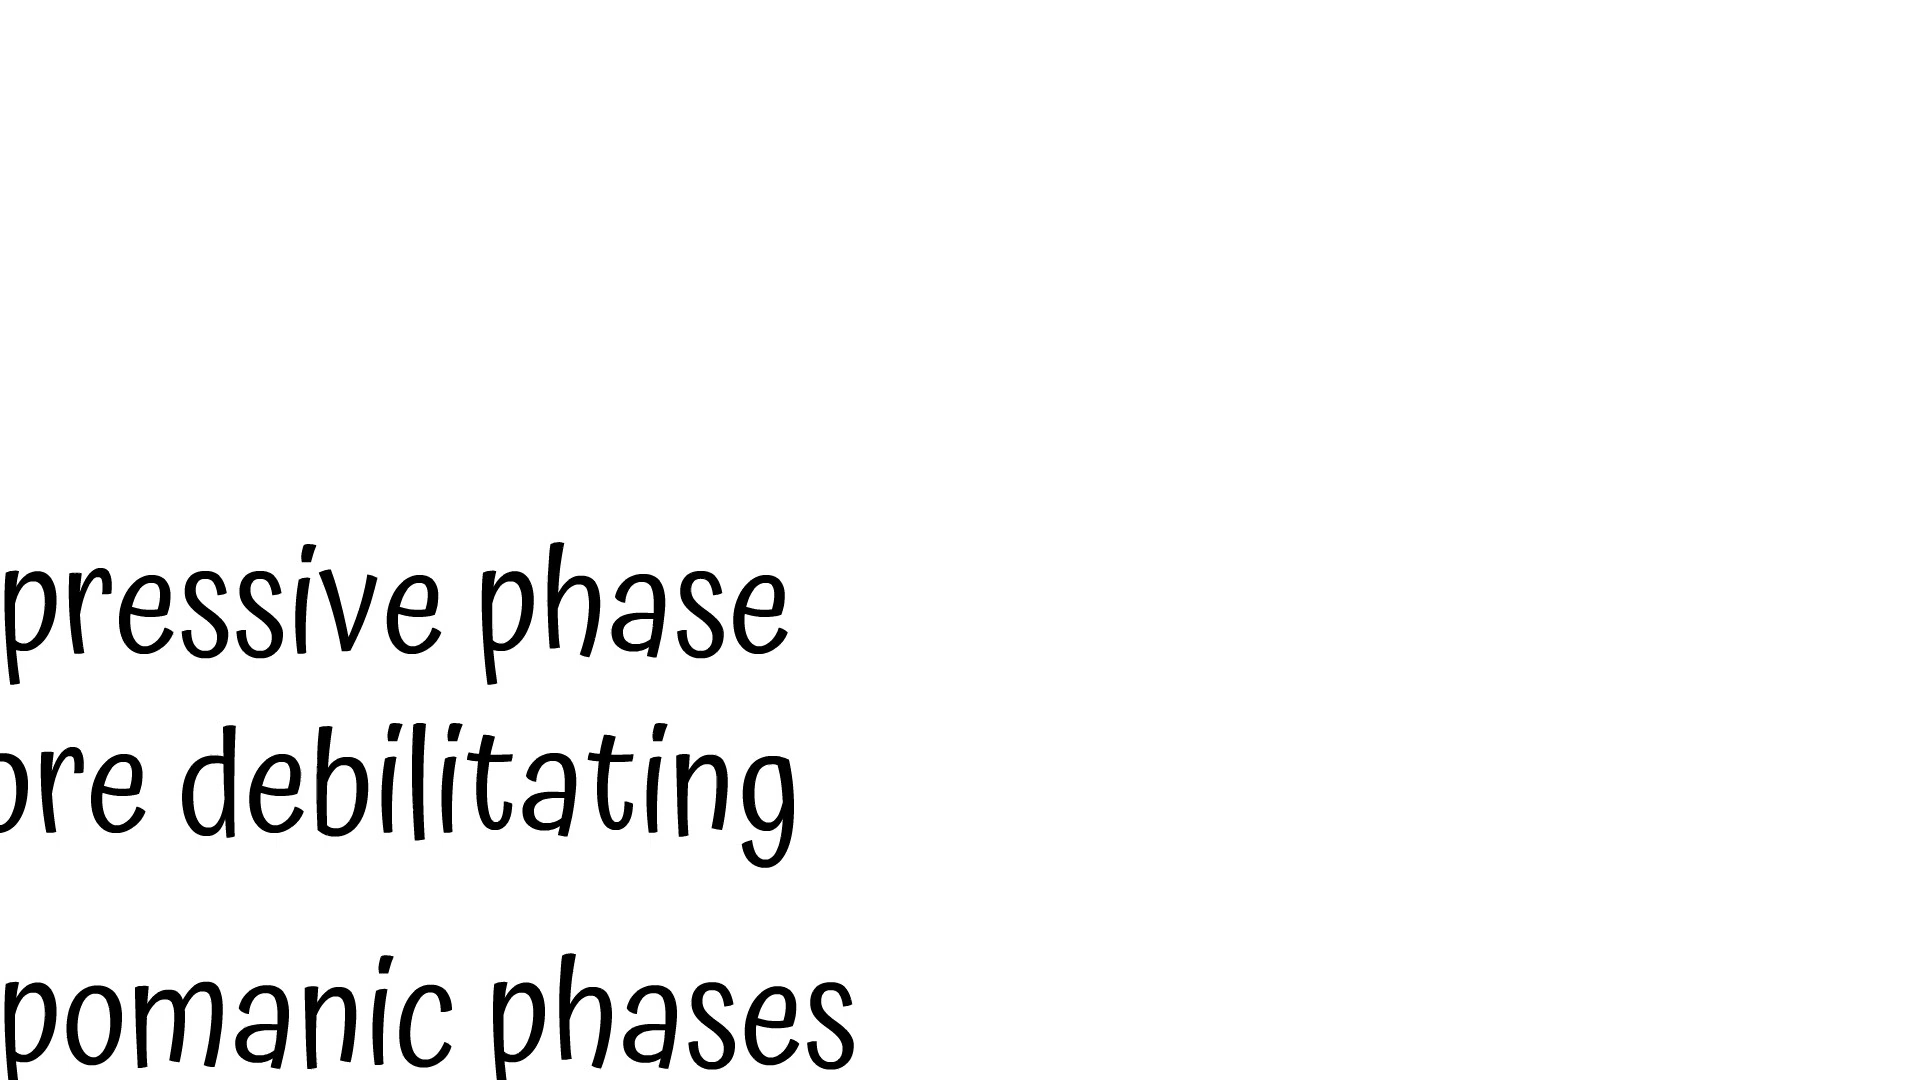 pressive phase
ore debilitating
pomanic phases